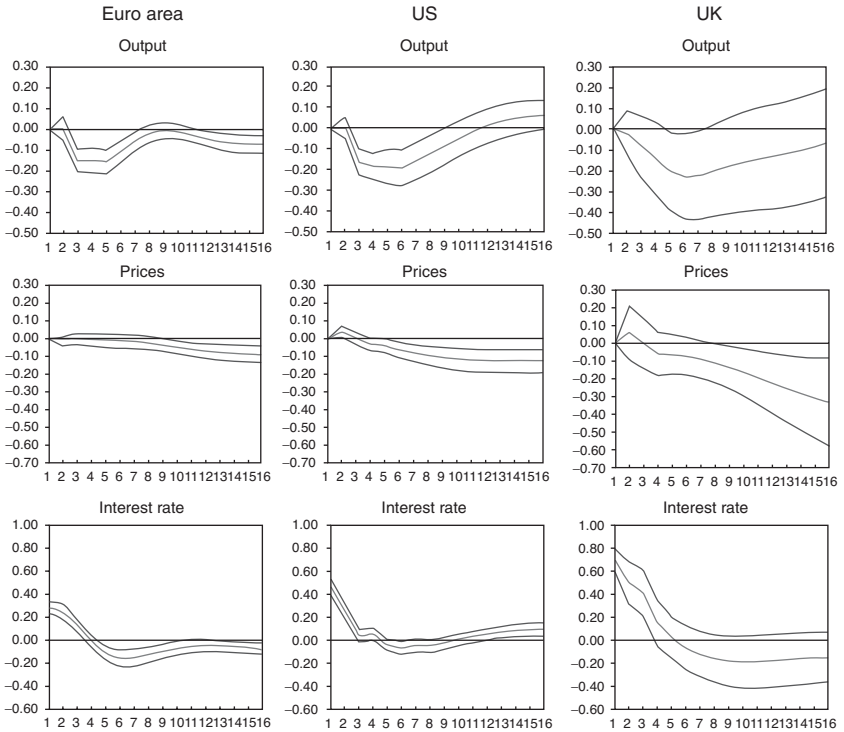 Euro area US UK
Output Output Output
0.30 0.30 0.30
0.20 0.20 0.20
0.10 0.10 0.10
0.00 0.00 0.00
−0.10 −0.10 −0.10
−0.20 −0.20 −0.20
−0.30 −0.30 −0.30
−0.40 −0.40 −0.40
−0.50 −0.50 −0.50
1 2 3 4 5 6 7 8 9 10111213141516 1 2 3 4 5 6 7 8 9 10111213141516 1 2 3 4 5 6 7 8 9 10111213141516
Prices Prices Prices
0.30 0.30 0.30
0.20 0.20 0.20
0.10 0.10 0.10
0.00 0.00 0.00
−0.10 −0.10 −0.10
−0.20 −0.20 −0.20
−0.30 −0.30 −0.30
−0.40 −0.40 −0.40
−0.50 −0.50 −0.50
−0.60 −0.60 −0.60
−0.70 −0.70 −0.70
1 2 3 4 5 6 7 8 9 10111213141516 1 2 3 4 5 6 7 8 9 10111213141516 1 2 3 4 5 6 7 8 9 10111213141516
Interest rate Interest rate Interest rate
1.00 1.00 1.00
0.80 0.80 0.80
0.60 0.60 0.60
0.40 0.40 0.40
0.20 0.20 0.20
0.00 0.00 0.00
−0.20 −0.20 −0.20
−0.40 −0.40 −0.40
−0.60 −0.60 −0.60
1 2 3 4 5 6 7 8 9 10111213141516 1 2 3 4 5 6 7 8 9 10111213141516 1 2 3 4 5 6 7 8 9 10111213141516